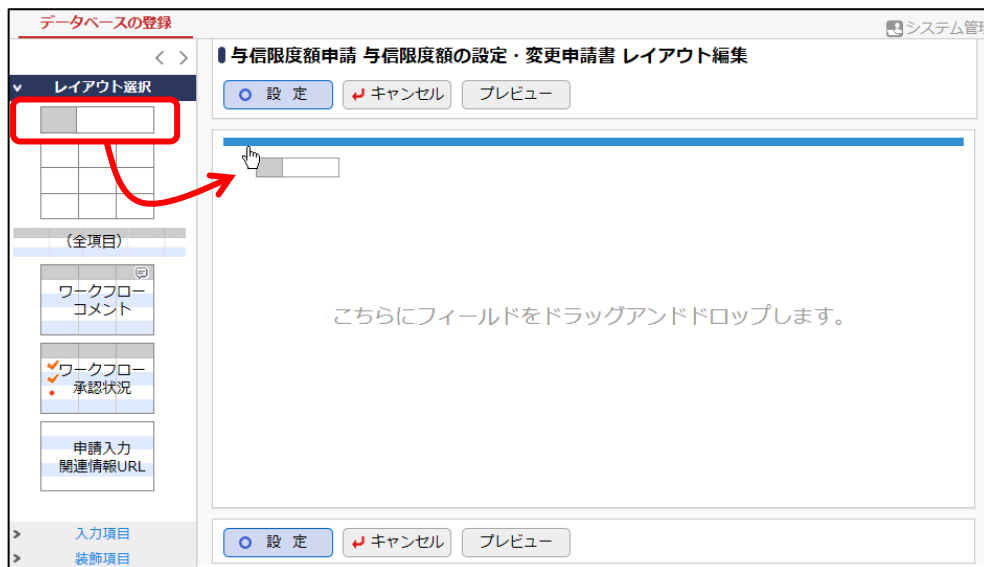 データベースの登録
システム管理
< >
レイアウト選択
(全項目)
ワークフロー
コメント
ワークフロー
承認状況
申請入力
関連情報URL
入力項目
装飾項目
与信限度額申請 与信限度額の設定・変更申請書 レイアウト編集
設 定
キャンセル
プレビュー
こちらにフィールドをドラッグアンドドロップします。
設 定
キャンセル
プレビュー